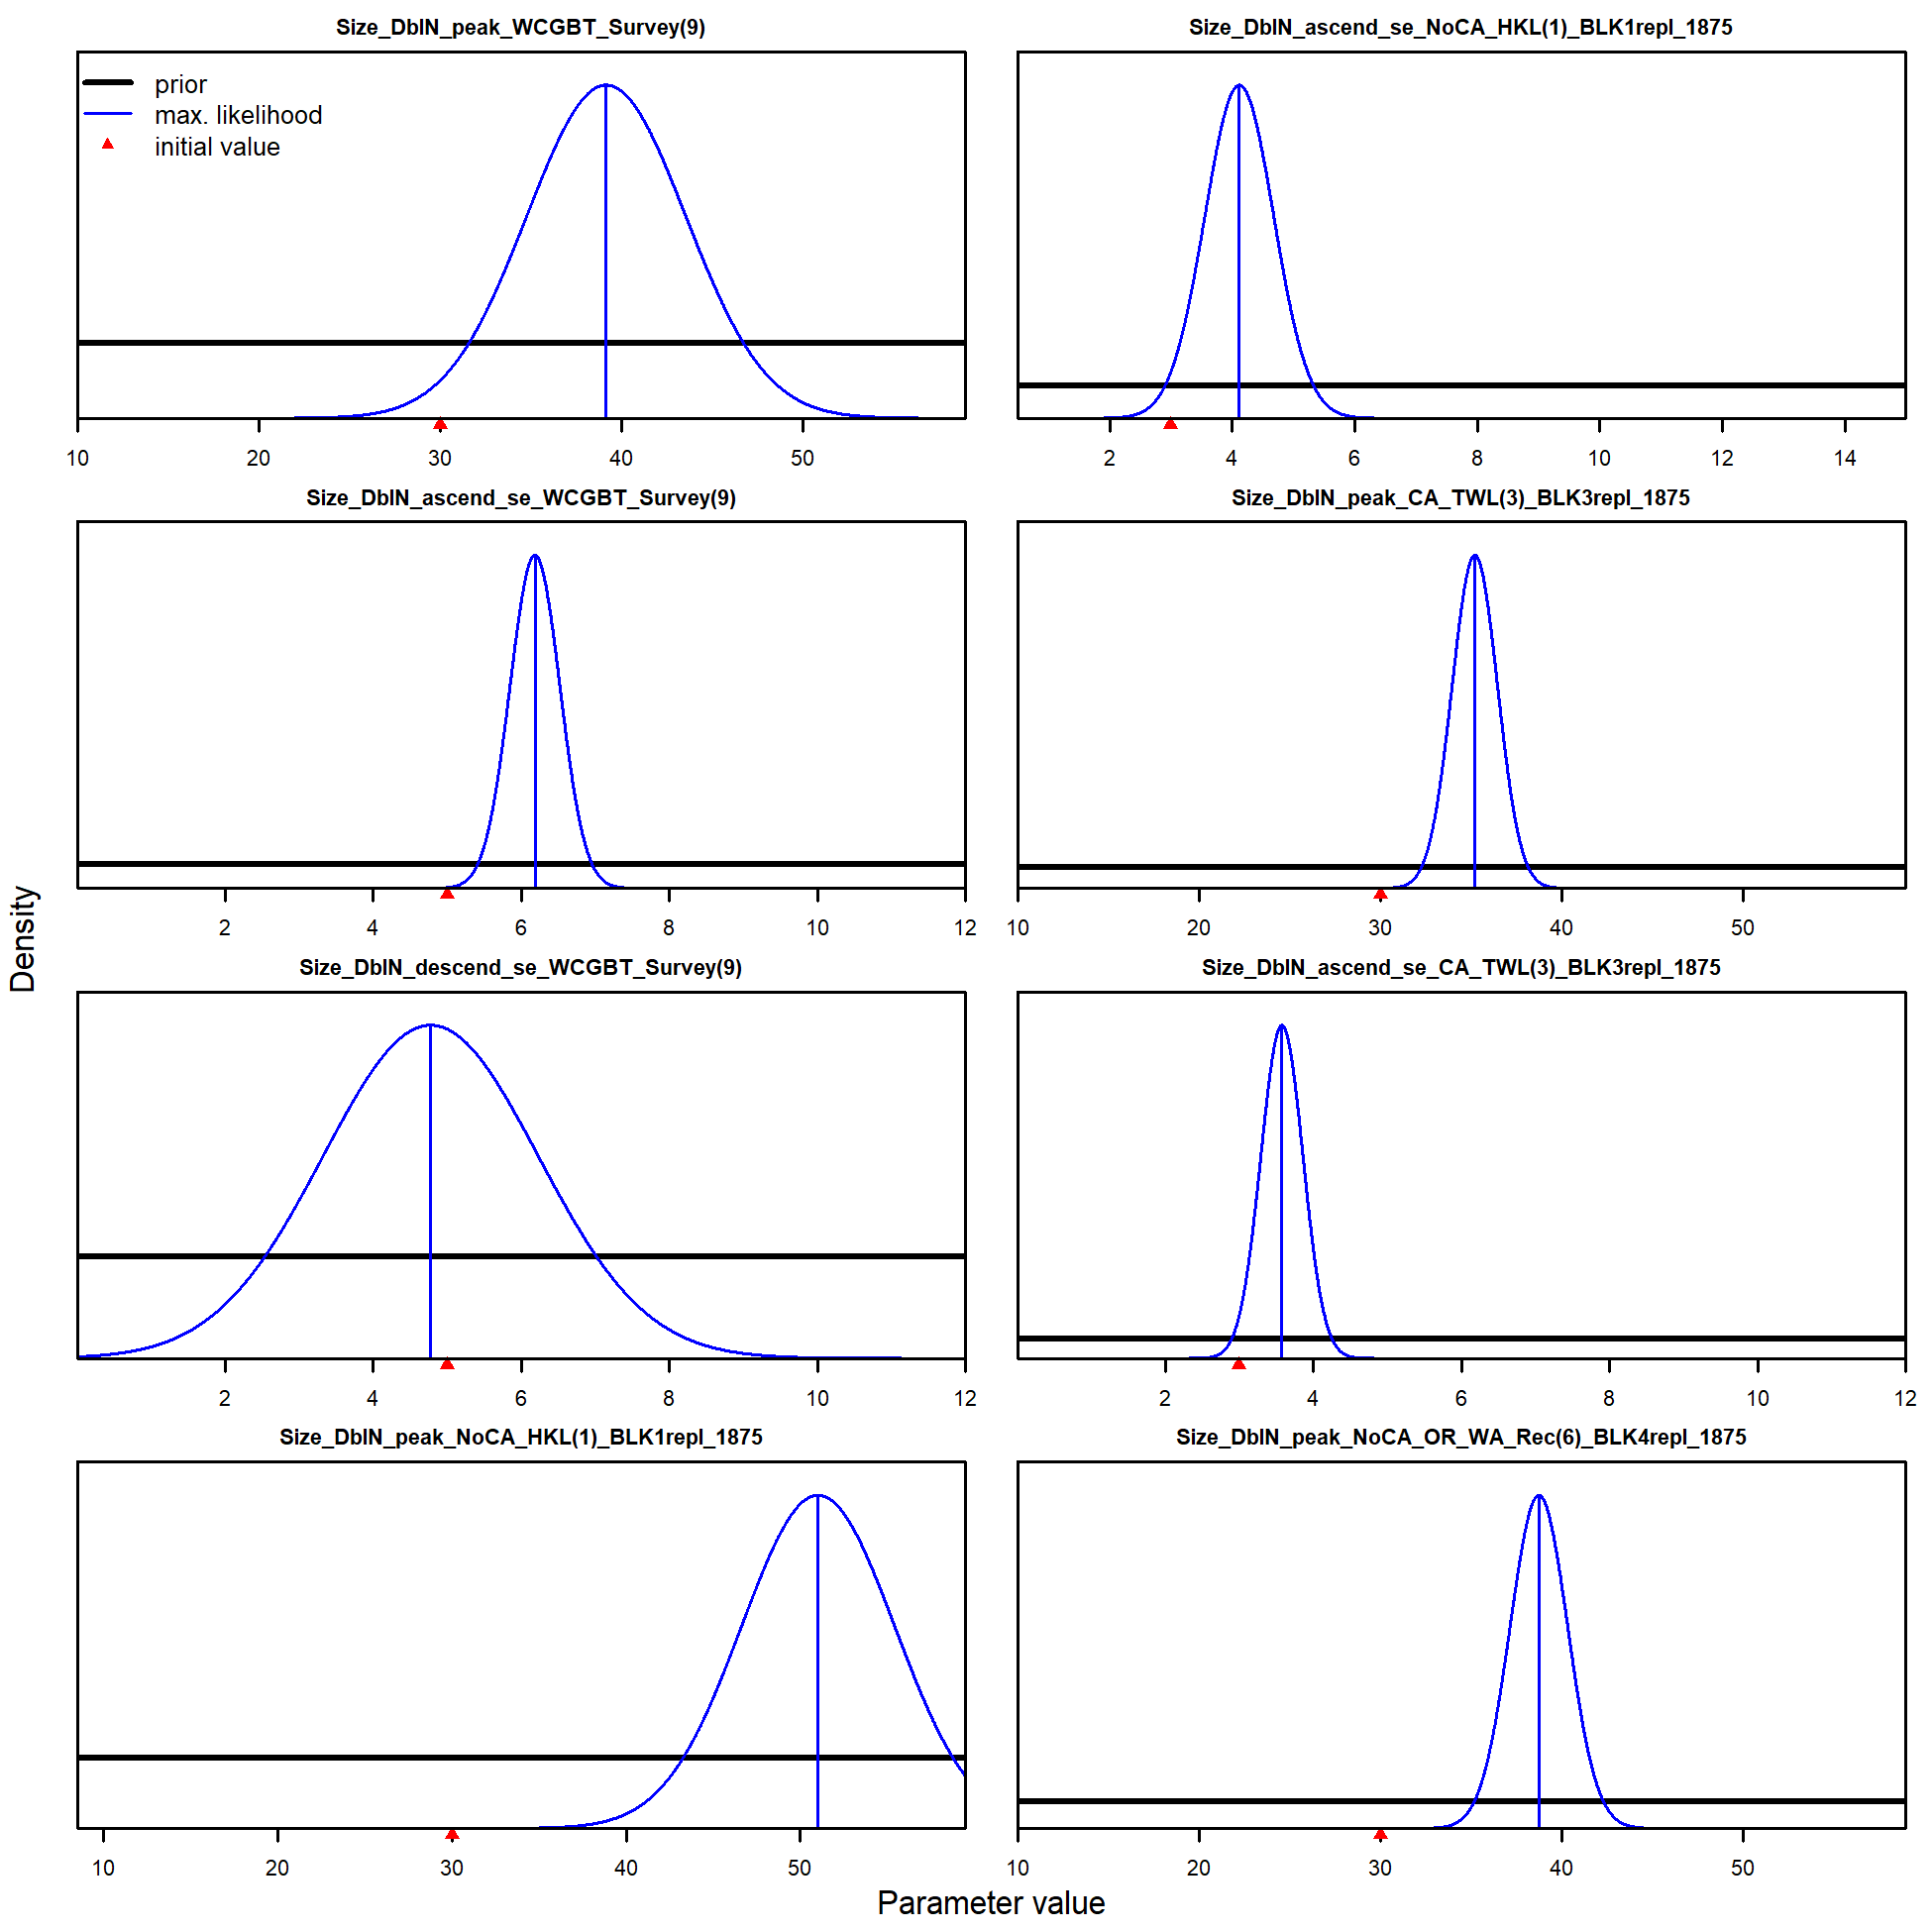 Size_DblN_peak_WCGBT_Survey(9)
prior
max. likelihood
initial value
10 20 30 40 50
Size_DblN_ascend_se_NoCA_HKL(1)_BLK1repl_1875
2 4 6 8 10 12 14
Size_DblN_ascend_se_WCGBT_Survey(9)
2 4 6 8 10 12
Size_DblN_peak_CA_TWL(3)_BLK3repl_1875
10 20 30 40 50
Density
Size_DblN_descend_se_WCGBT_Survey(9)
2 4 6 8 10 12
Size_DblN_ascend_se_CA_TWL(3)_BLK3repl_1875
2 4 6 8 10 12
Size_DblN_peak_NoCA_HKL(1)_BLK1repl_1875
10 20 30 40 50
Size_DblN_peak_NoCA_OR_WA_Rec(6)_BLK4repl_1875
10 20 30 40 50
Parameter value